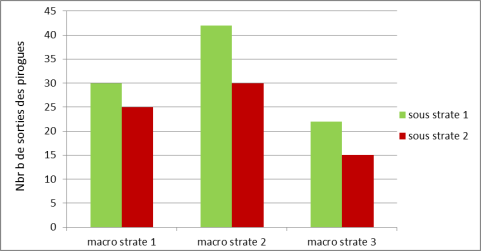 Nbr b de sorties des pirogues
45
40
35
30
25
20
15
10
5
0
macro strate 1
macro strate 2
macro strate 3
sous strate 1
sous strate 2